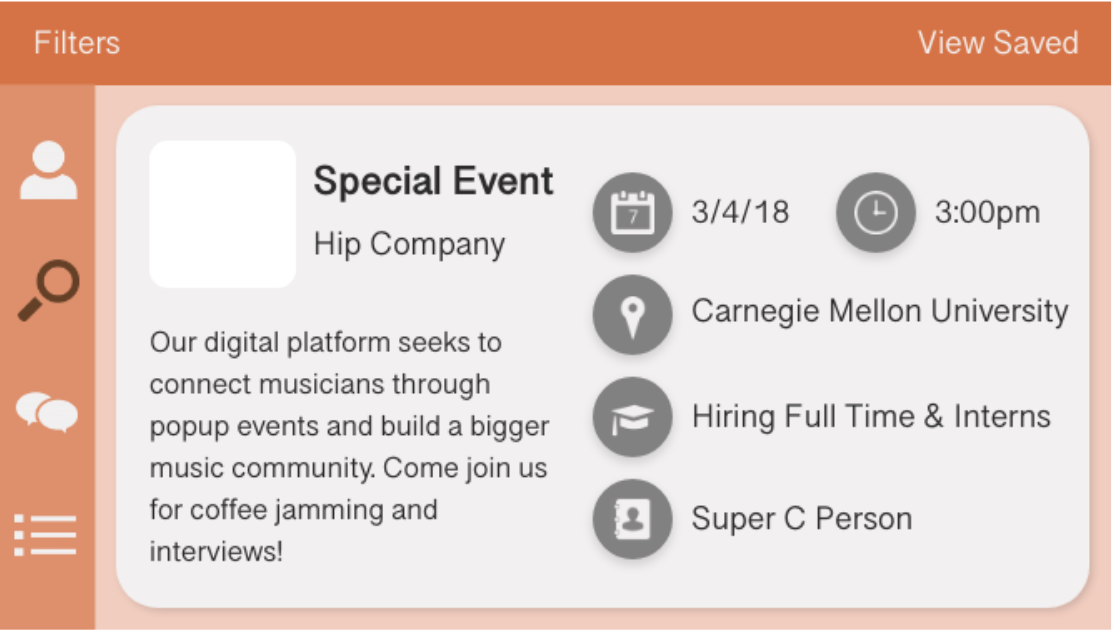 Filters
View Saved
Special Event
Hip Company
Our digital platform seeks to
connect musicians through
popup events and build a bigger
music community. Come join us
for coffee jamming and
interviews!
7
3/4/18
3:00pm
Carnegie Mellon University
Hiring Full Time & Interns
Super C Person